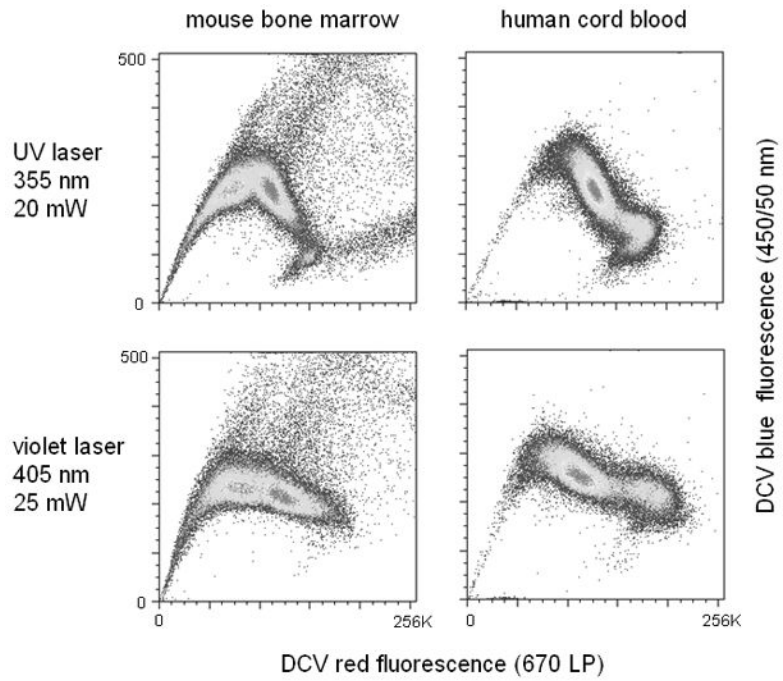 mouse bone marrow
human cord blood
500
UV laser
355 nm
20 mW
0
500
violet laser
405 nm
25 mW
0
0
256K
0
256K
DCV blue fluorescence (450/50 nm)
DCV red fluorescence (670 LP)